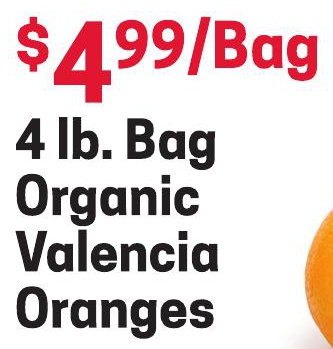 $4.99/Bag
4 lb. Bag
Organic
Valencia
Oranges